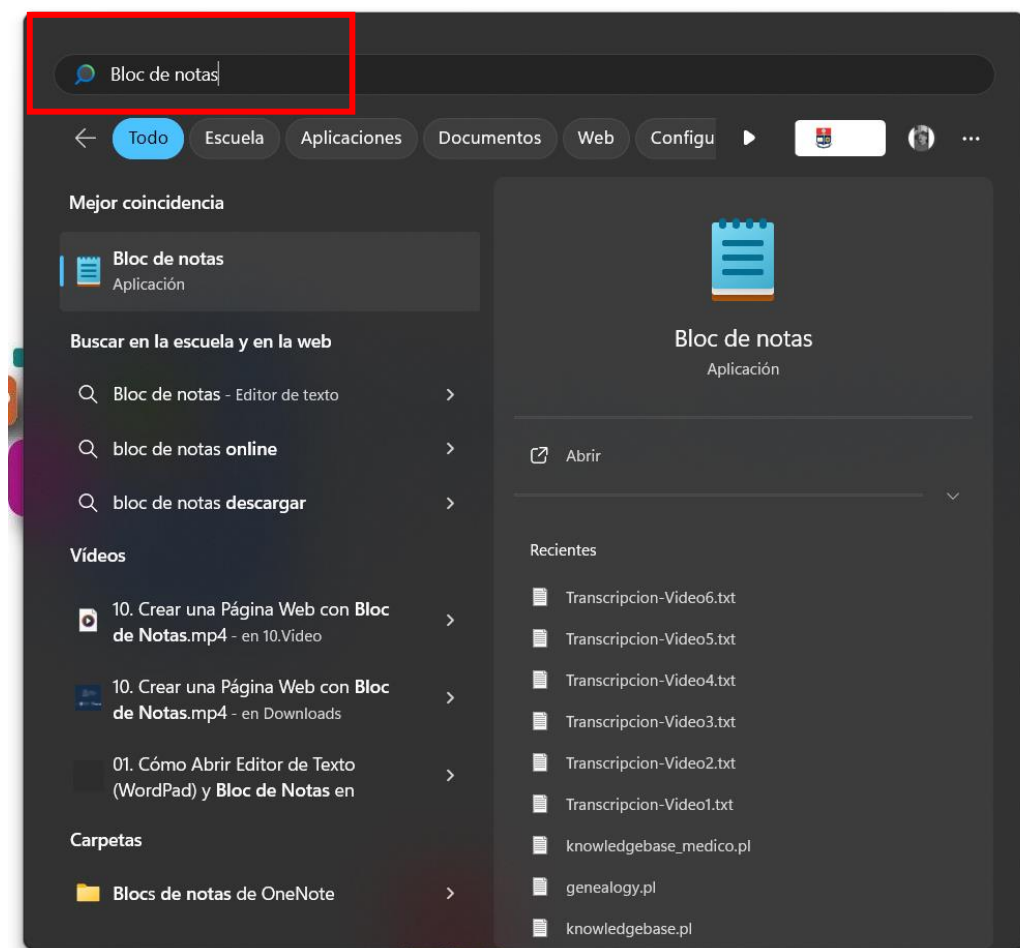 Bloc de notas
Todo Escuela Aplicaciones Documentos Web Configu
Mejor coincidencia
Bloc de notas
Aplicación
Buscar en la escuela y en la web
Bloc de notas - Editor de texto
bloc de notas online
bloc de notas descargar
Vídeos
10. Crear una Página Web con Bloc
de Notas.mp4 - en 10.Video
10. Crear una Página Web con Bloc
de Notas.mp4 - en Downloads
01. Cómo Abrir Editor de Texto
(WordPad) y Bloc de Notas en
Carpetas
Blocs de notas de OneNote
Bloc de notas
Aplicación
Abrir
Recientes
Transcripcion-Video6.txt
Transcripcion-Video5.txt
Transcripcion-Video4.txt
Transcripcion-Video3.txt
Transcripcion-Video2.txt
Transcripcion-Video1.txt
knowledgebase_medico.pl
genealogy.pl
knowledgebase.pl